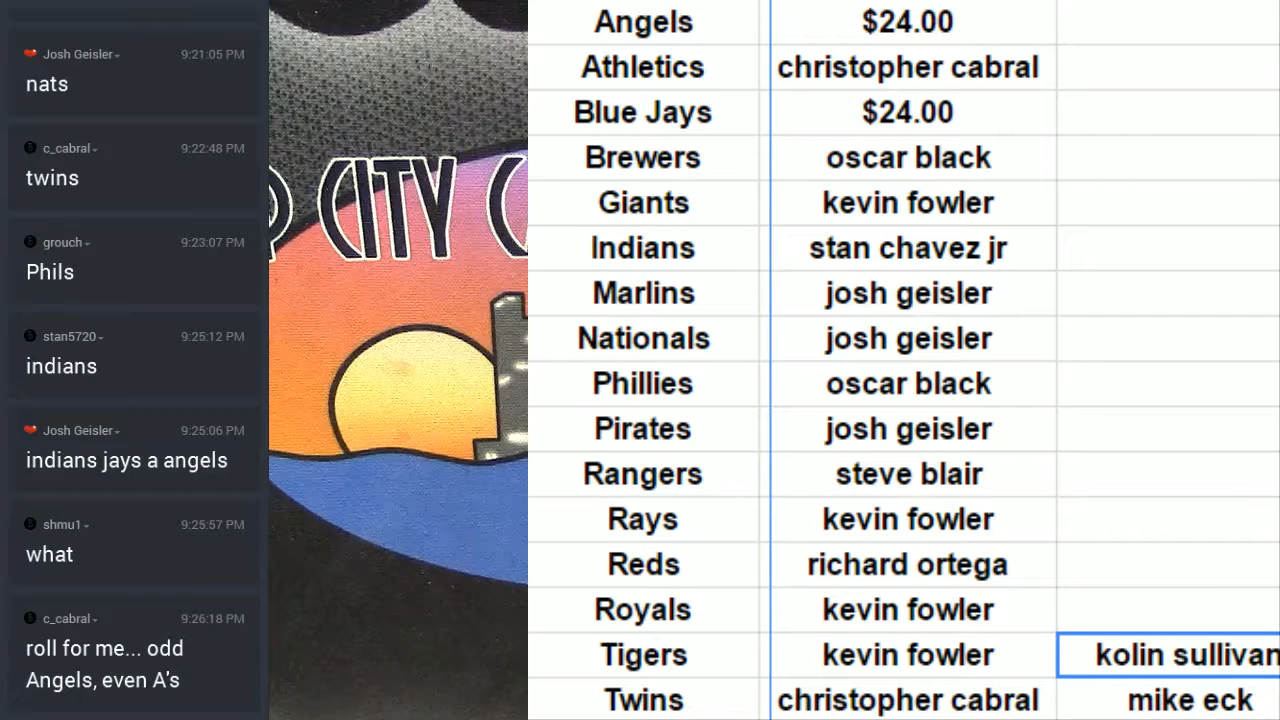 Josh Geisler
9:21:05 PM
nats
c_cabral
9:22:48 PM
twins
grouch
9:23:07 PM
Phils
stan5720
9:25:12 PM
indians
Josh Geisler
9:25:06 PM
indians jays a angels
shmu1
9:25:57 PM
what
c_cabral
9:26:18 PM
roll for me... odd
Angels, even A's
CITY
Angels $24.00
Athletics christopher cabral
Blue Jays $24.00
Brewers oscar black
Giants kevin fowler
Indians stan chavez jr
Marlins josh geisler
Nationals josh geisler
Phillies oscar black
Pirates josh geisler
Rangers steve blair
Rays kevin fowler
Reds richard ortega
Royals kevin fowler
Tigers kevin fowler kolin sullivan
Twins christopher cabral mike eck